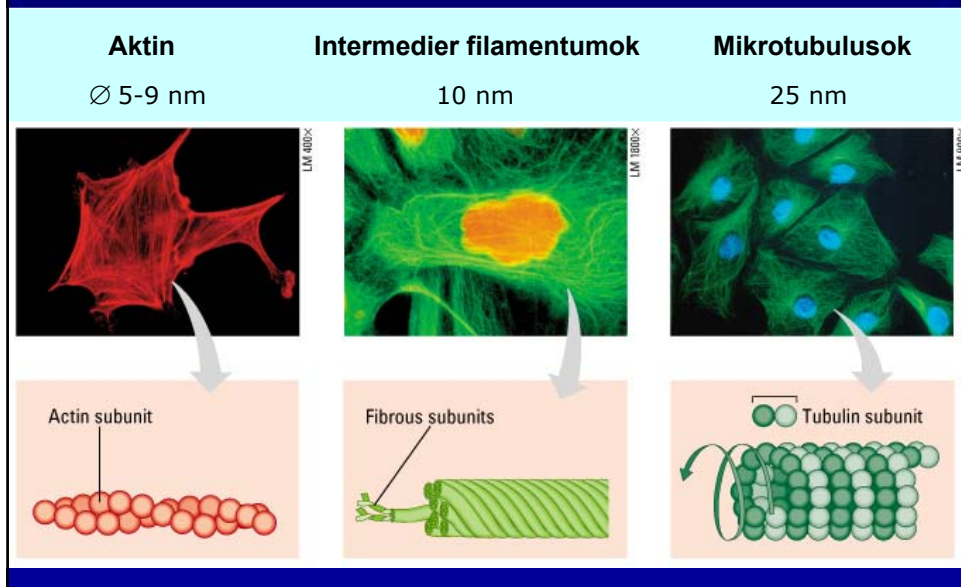 Aktin
∅ 5-9 nm
Intermedier filamentumok
10 nm
Mikrotubulusok
25 nm
LM 400×
LM 1800×
Actin subunit
Fibrous subunits
Tubulin subunit